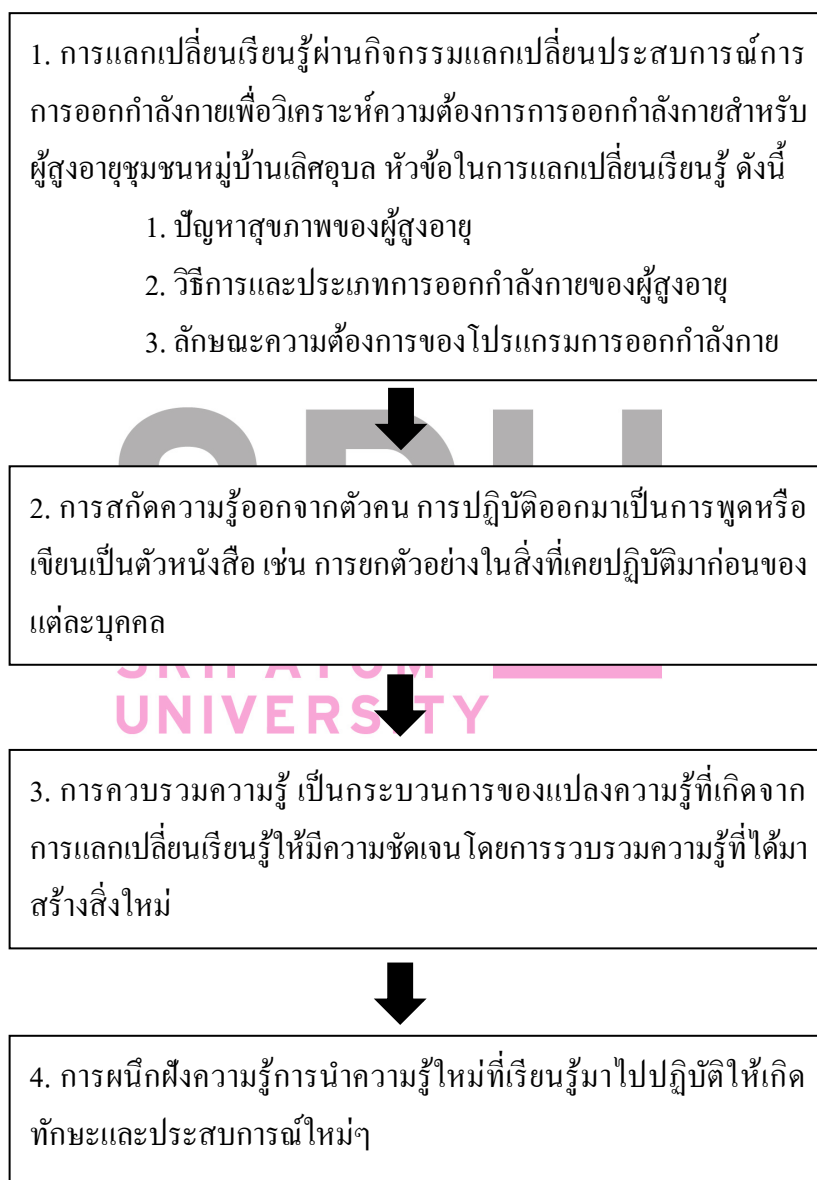 1. การแลกเปลี่ยนเรียนรู้ผ่านกิจกรรมแลกเปลี่ยนประสบการณ์การ
การออกกำลังกายเพื่อวิเคราะห์ความต้องการการออกกำลังกายสำหรับ
ผู้สูงอายุชุมชนหมู่บ้านเลิศอุบล หัวข้อในการแลกเปลี่ยนเรียนรู้ ดังนี้
1. ปัญหาสุขภาพของผู้สูงอายุ
2. วิธีการและประเภทการออกกำลังกายของผู้สูงอายุ
3. ลักษณะความต้องการของโปรแกรมการออกกำลังกาย
2. การสกัดความรู้ออกจากตัวคน การปฏิบัติออกมาเป็นการพูดหรือ
เขียนเป็นตัวหนังสือ เช่น การยกตัวอย่างในสิ่งที่เคยปฏิบัติมาก่อนของ
แต่ละบุคคล
UNIVERSITY
3. การควบรวมความรู้ เป็นกระบวนการของแปลงความรู้ที่เกิดจาก
การแลกเปลี่ยนเรียนรู้ให้มีความชัดเจนโดยการรวบรวมความรู้ที่ได้มา
สร้างสิ่งใหม่
4. การผนึกฝังความรู้การนำความรู้ใหม่ที่เรียนรู้มาไปปฏิบัติให้เกิด
ทักษะและประสบการณ์ใหม่ๆ